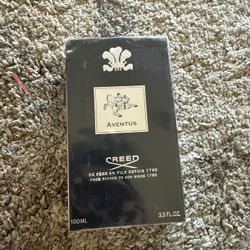 AVENTUS
CREED
DE PÈRE EN FILS DEPUIS 1760
FROM FATHER TO SON SINCE 1760
100ML 3.3 FL.OZ.